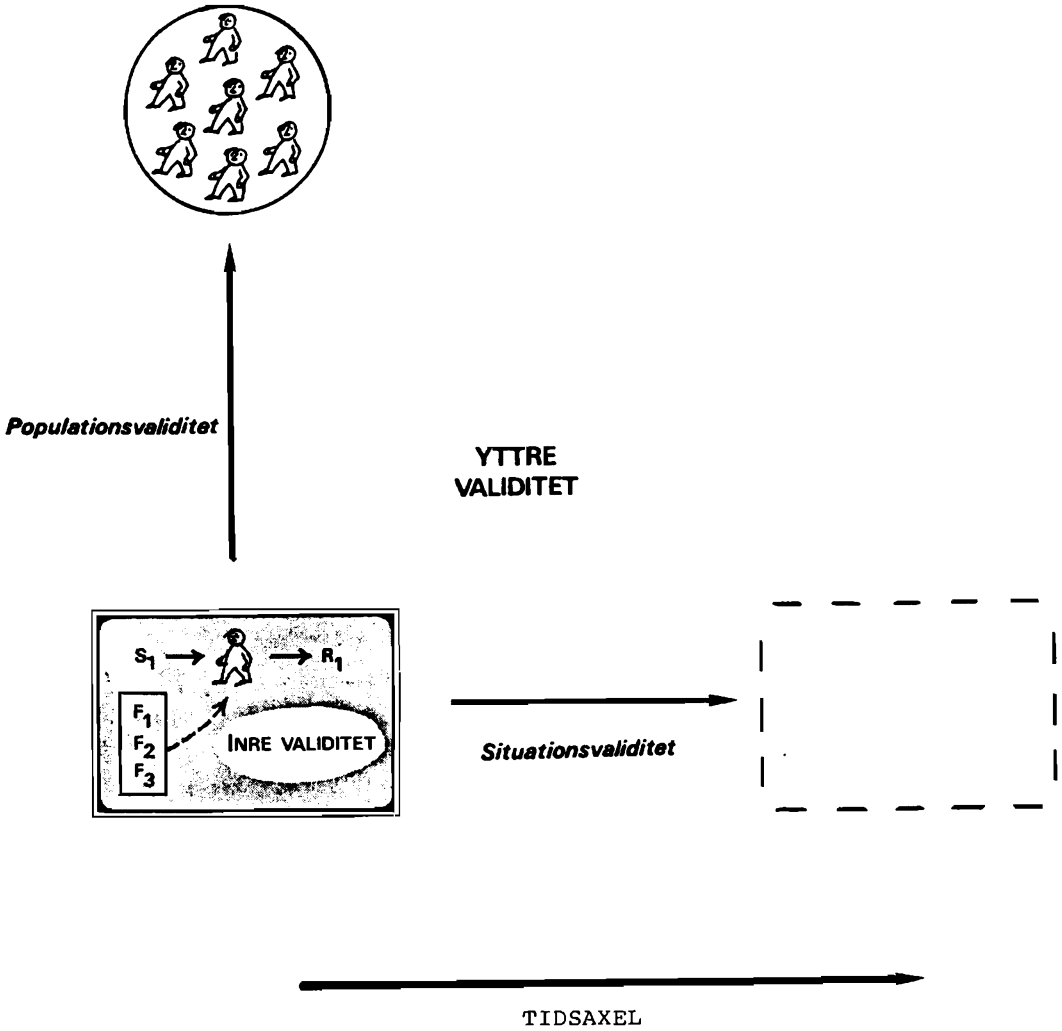 Populationsvaliditet
YTTRE
VALIDITET
S1 R1
F1
F2
F3
INRE VALIDITET
Situationsvaliditet
TIDSAXEL